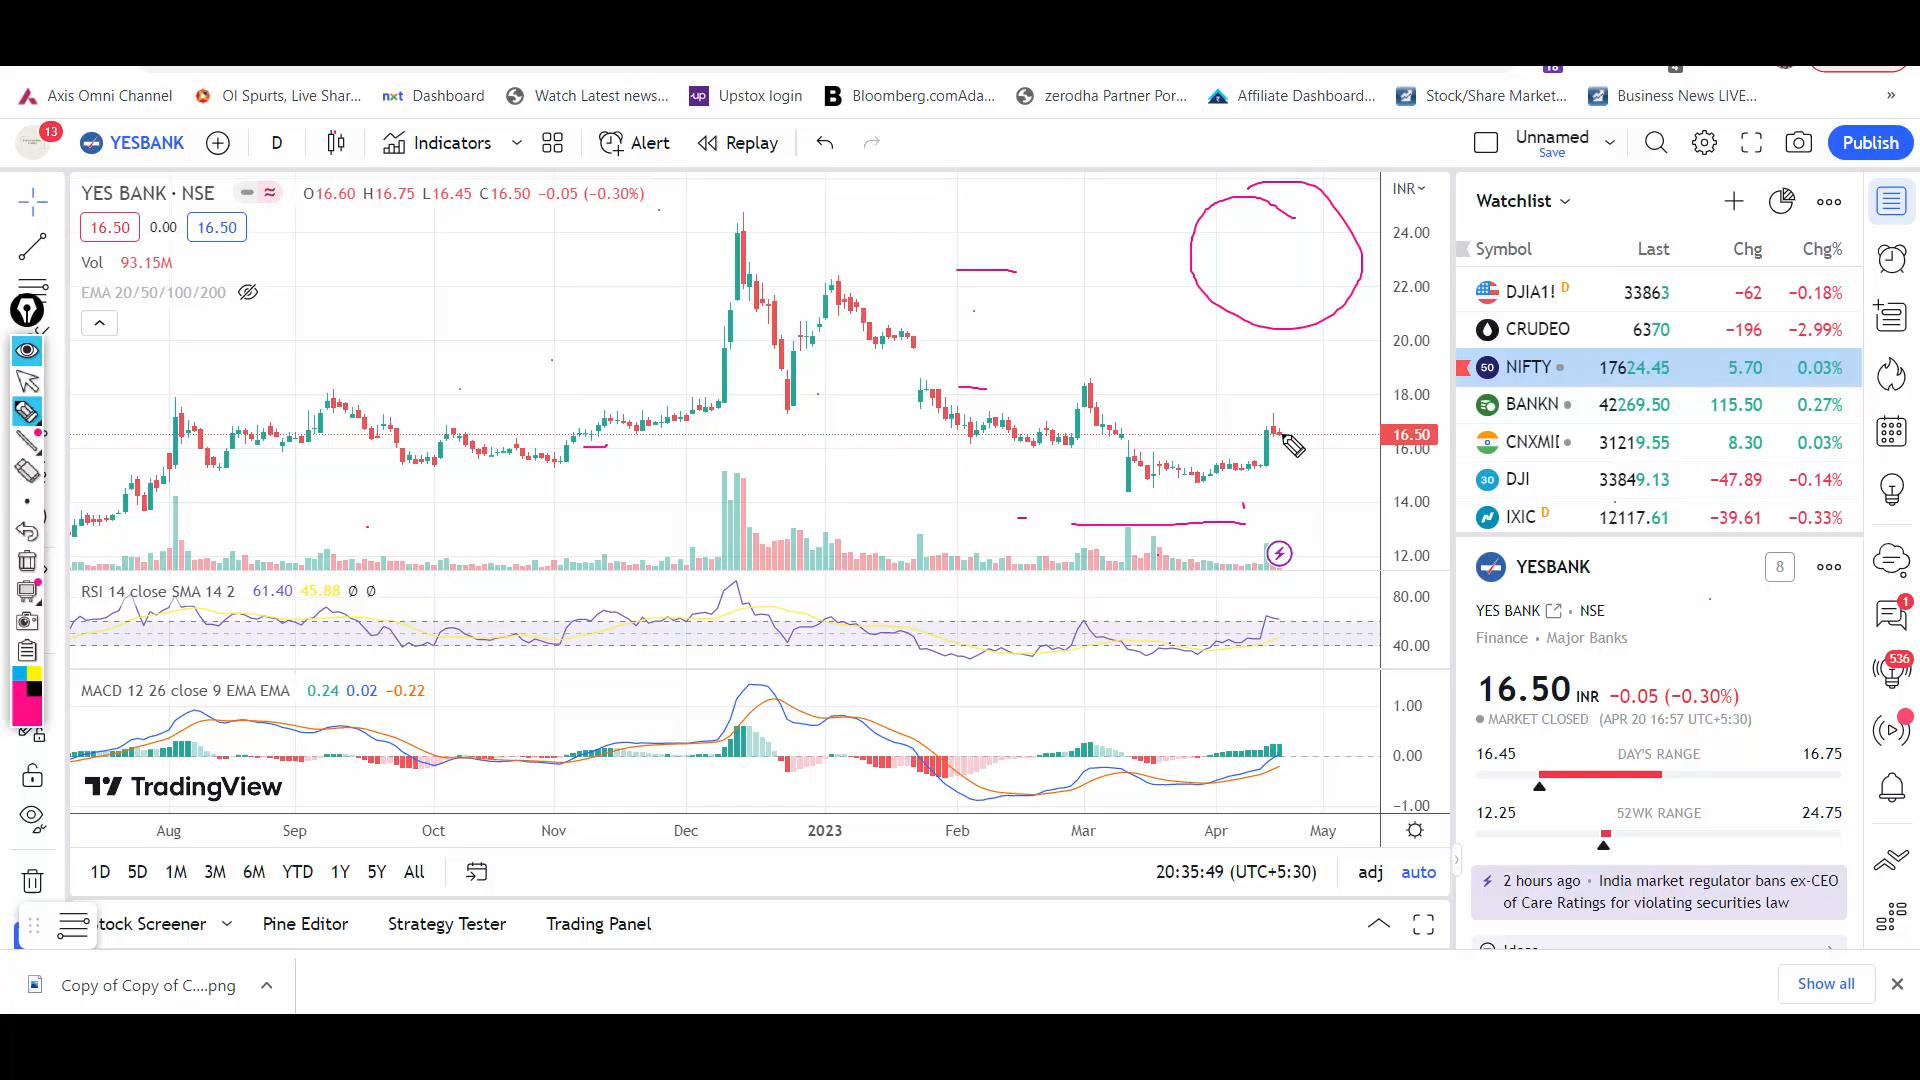 Axis Omni Channel
OI Spurts, Live Shar...
nxt Dashboard
Watch Latest news...
up Upstox login
B Bloomberg.comAda...
zerodha Partner Por...
Affiliate Dashboard...
Stock/Share Market...
Business News LIVE...
»
13 YESBANK D Indicators Alert Replay
Unnamed
Save
Publish
YES BANK · NSE O16.60 H16.75 L16.45 C16.50 −0.05 (−0.30%)
16.50 0.00 16.50
Vol 93.15M
EMA 20/50/100/200
INR
24.00
22.00
20.00
18.00
16.50
16.00
14.00
12.00
RSI 14 close SMA 14 2 61.40 45.88 Ø Ø
80.00
40.00
MACD 12 26 close 9 EMA EMA 0.24 0.02 −0.22
1.00
0.00
−1.00
TradingView
Aug Sep Oct Nov Dec 2023 Feb Mar Apr May
1D 5D 1M 3M 6M YTD 1Y 5Y All
20:35:49 (UTC+5:30) adj auto
tock Screener Pine Editor Strategy Tester Trading Panel
Watchlist
Symbol Last Chg Chg%
DJIA1! D 33863 −62 −0.18%
CRUDEO 6370 −196 −2.99%
50 NIFTY 17624.45 5.70 0.03%
BANKN 42269.50 115.50 0.27%
CNXMI 31219.55 8.30 0.03%
30 DJI 33849.13 −47.89 −0.14%
IXIC D 12117.61 −39.61 −0.33%
YESBANK 8
YES BANK · NSE
Finance · Major Banks
16.50 INR −0.05 (−0.30%)
MARKET CLOSED (APR 20 16:57 UTC+5:30)
16.45 DAY'S RANGE 16.75
12.25 52WK RANGE 24.75
2 hours ago · India market regulator bans ex-CEO
of Care Ratings for violating securities law
1
536
Copy of Copy of C....png
Show all